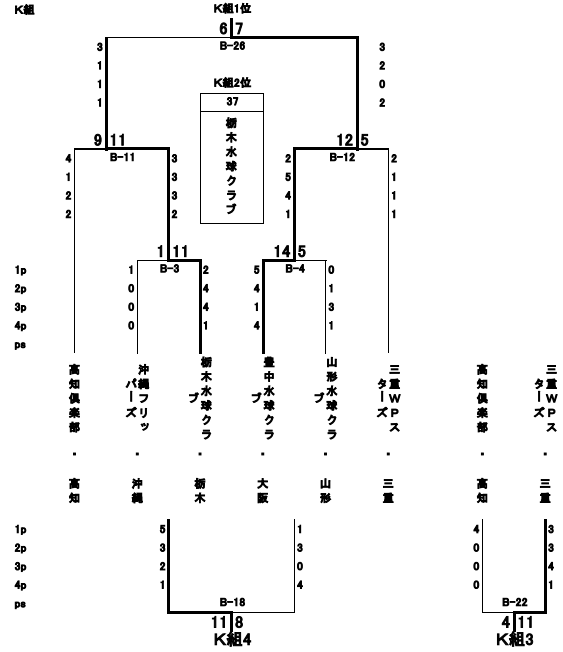 K組
K組1位
6 7
B-26
3 3
1 2
1 0
1 2
K組2位
37
栃木水球クラブ
9 11
B-11
12 5
B-12
4 3 2 2
1 3 5 1
2 3 4 1
2 2 1 1
1 11
B-3
14 5
B-4
1p 1 2 5 0
2p 0 4 4 1
3p 0 4 1 3
4p 0 1 4 1
ps
高知倶楽部・高知
沖縄フリッパーズ・沖縄
栃木水球クラブ・栃木
豊中水球クラブ・大阪
山形水球クラブ・山形
三重WPスターズ・三重
高知倶楽部・高知
三重WPスターズ・三重
1p 5 1 4 3
2p 3 3 0 3
3p 2 0 0 4
4p 1 4 0 1
ps
B-18
B-22
11 8
4 11
K組4
K組3